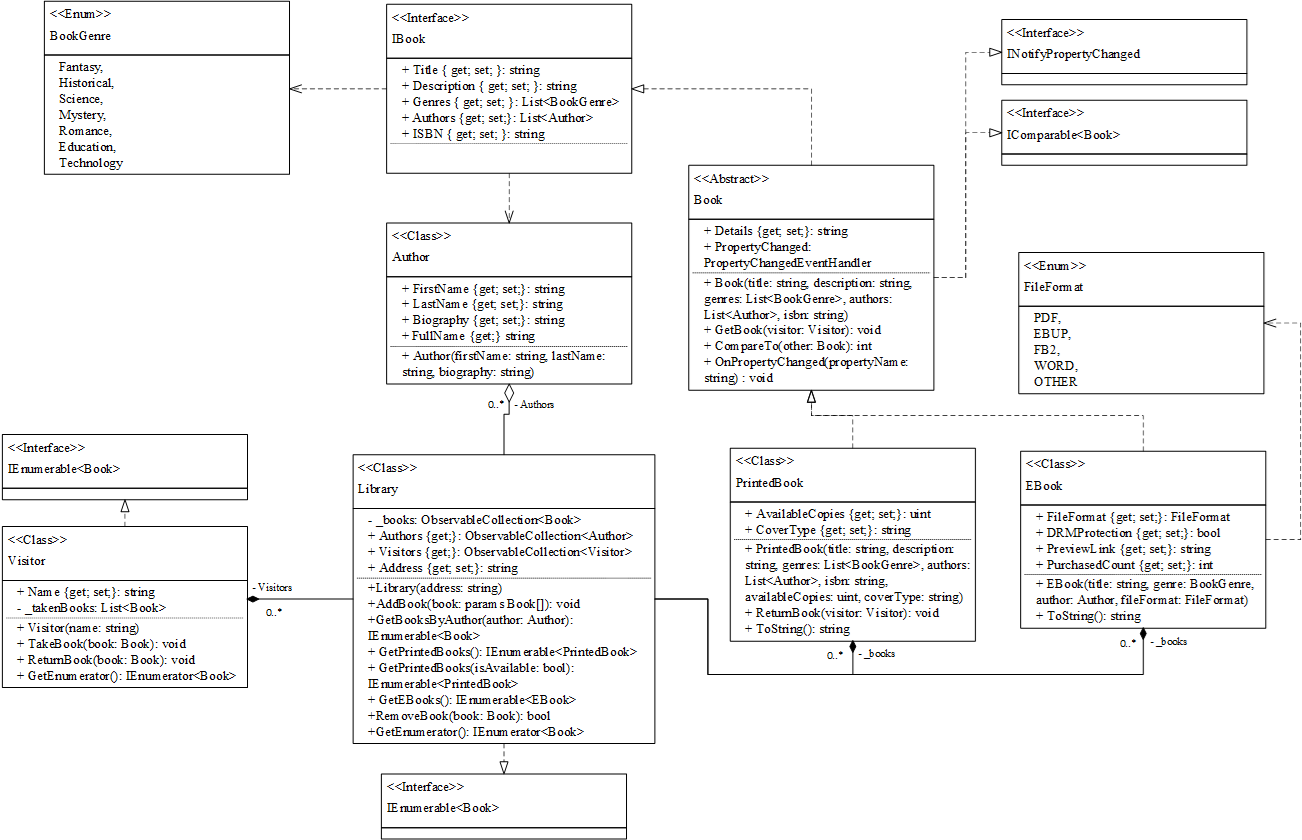 <<Enum>>
BookGenre
Fantasy,
Historical,
Science,
Mystery,
Romance,
Education,
Technology
<<Interface>>
IBook
+ Title { get; set; }: string
+ Description { get; set; }: string
+ Genres { get; set; }: List<BookGenre>
+ Authors {get; set;}: List<Author>
+ ISBN { get; set; }: string
<<Interface>>
INotifyPropertyChanged
<<Interface>>
IComparable<Book>
<<Abstract>>
Book
+ Details {get; set;}: string
+ PropertyChanged:
PropertyChangedEventHandler
+ Book(title: string, description: string,
genres: List<BookGenre>, authors:
List<Author>, isbn: string)
+ GetBook(visitor: Visitor): void
+ CompareTo(other: Book): int
+ OnPropertyChanged(propertyName:
string) : void
<<Class>>
Author
+ FirstName {get; set;}: string
+ LastName {get; set;}: string
+ Biography {get; set;}: string
+ FullName {get;} string
+ Author(firstName: string, lastName:
string, biography: string)
0..*
- Authors
<<Enum>>
FileFormat
PDF,
EBUP,
FB2,
WORD,
OTHER
<<Interface>>
IEnumerable<Book>
<<Class>>
Visitor
+ Name {get; set;}: string
- _takenBooks: List<Book>
+ Visitor(name: string)
+ TakeBook(book: Book): void
+ ReturnBook(book: Book): void
+ GetEnumerator(): IEnumerator<Book>
- Visitors
0..*
<<Class>>
Library
- _books: ObservableCollection<Book>
+ Authors {get;}: ObservableCollection<Author>
+ Visitors {get;}: ObservableCollection<Visitor>
+ Address {get; set;}: string
+Library(address: string)
+AddBook(book: params Book[]): void
+GetBooksByAuthor(author: Author):
IEnumerable<Book>
+ GetPrintedBooks(): IEnumerable<PrintedBook>
+ GetPrintedBooks(isAvailable: bool):
IEnumerable<PrintedBook>
+ GetEBooks(): IEnumerable<EBook>
+RemoveBook(book: Book): bool
+GetEnumerator(): IEnumerator<Book>
<<Class>>
PrintedBook
+ AvailableCopies {get; set;}: uint
+ CoverType {get; set;}: string
+ PrintedBook(title: string, description:
string, genres: List<BookGenre>, authors:
List<Author>, isbn: string,
availableCopies: uint, coverType: string)
+ ReturnBook(visitor: Visitor): void
+ ToString(): string
0..*
- _books
<<Class>>
EBook
+ FileFormat {get; set;}: FileFormat
+ DRMProtection {get; set;}: bool
+ PreviewLink {get; set;}: string
+ PurchasedCount {get; set;}: int
+ EBook(title: string, genre: BookGenre,
author: Author, fileFormat: FileFormat)
+ ToString(): string
0..*
- _books
<<Interface>>
IEnumerable<Book>